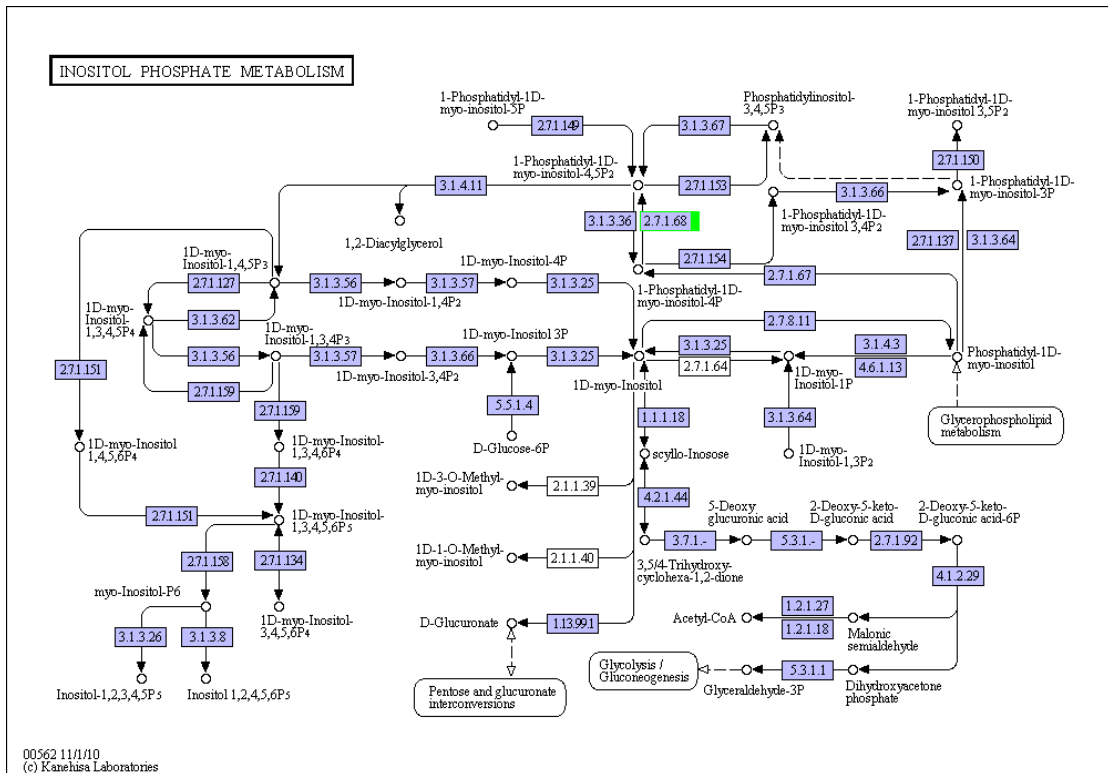 INOSITOL PHOSPHATE METABOLISM
1-Phosphatidyl-1D-
myo-inositol-5P
2.7.1.149
3.1.3.67
Phosphatidylinositol-
3,4,5P3
1-Phosphatidyl-1D-
myo-inositol 3,5P2
2.7.1.150
1-Phosphatidyl-1D-
myo-inositol-4,5P2
3.1.4.11
2.7.1.153
3.1.3.66
1-Phosphatidyl-1D-
myo-inositol-3P
1,2-Diacylglycerol
3.1.3.36
2.7.1.68
1-Phosphatidyl-1D-
myo-inositol 3,4P2
2.7.1.137
3.1.3.64
2.7.1.154
2.7.1.67
1D-myo-
Inositol-1,4,5P3
1D-myo-Inositol-4P
2.7.1.127
3.1.3.56
3.1.3.57
3.1.3.25
1D-myo-Inositol-1,4P2
1-Phosphatidyl-1D-
myo-inositol-4P
1D-myo-
Inositol-
1,3,4,5P4
3.1.3.62
2.7.8.11
1D-myo-
Inositol-1,3,4P3
1D-myo-Inositol 3P
3.1.3.56
3.1.3.57
3.1.3.66
3.1.3.25
3.1.3.25
2.7.1.64
3.1.4.3
4.6.1.13
Phosphatidyl-1D-
myo-inositol
2.7.1.151
2.7.1.159
1D-myo-Inositol-3,4P2
1D-myo-Inositol
1D-myo-
Inositol-1P
2.7.1.159
5.5.1.4
1.1.1.18
3.1.3.64
Glycerophospholipid
metabolism
1D-myo-Inositol
1,4,5,6P4
1D-myo-Inositol-
1,3,4,6P4
D-Glucose-6P
scyllo-Inosose
1D-myo-
Inositol-1,3P2
2.7.1.140
1D-3-O-Methyl-
myo-inositol
2.1.1.39
4.2.1.44
2.7.1.151
1D-myo-Inositol-
1,3,4,5,6P5
5-Deoxy
glucuronic acid
2-Deoxy-5-keto-
D-gluconic acid
2-Deoxy-5-keto-
D-gluconic acid-6P
3.7.1.-
5.3.1.-
2.7.1.92
2.7.1.158
2.7.1.134
1D-1-O-Methyl-
myo-inositol
2.1.1.40
3,5/4-Trihydroxy-
cyclohexa-1,2-dione
4.1.2.29
myo-Inositol-P6
1D-myo-Inositol-
3,4,5,6P4
3.1.3.26
3.1.3.8
D-Glucuronate
1.13.99.1
Acetyl-CoA
1.2.1.27
1.2.1.18
Malonic
semialdehyde
Inositol-1,2,3,4,5P5
Inositol 1,2,4,5,6P5
Pentose and glucuronate
interconversions
Glycolysis /
Gluconeogenesis
5.3.1.1
Glyceraldehyde-3P
Dihydroxyacetone
phosphate
00562 11/1/10
(c) Kanehisa Laboratories